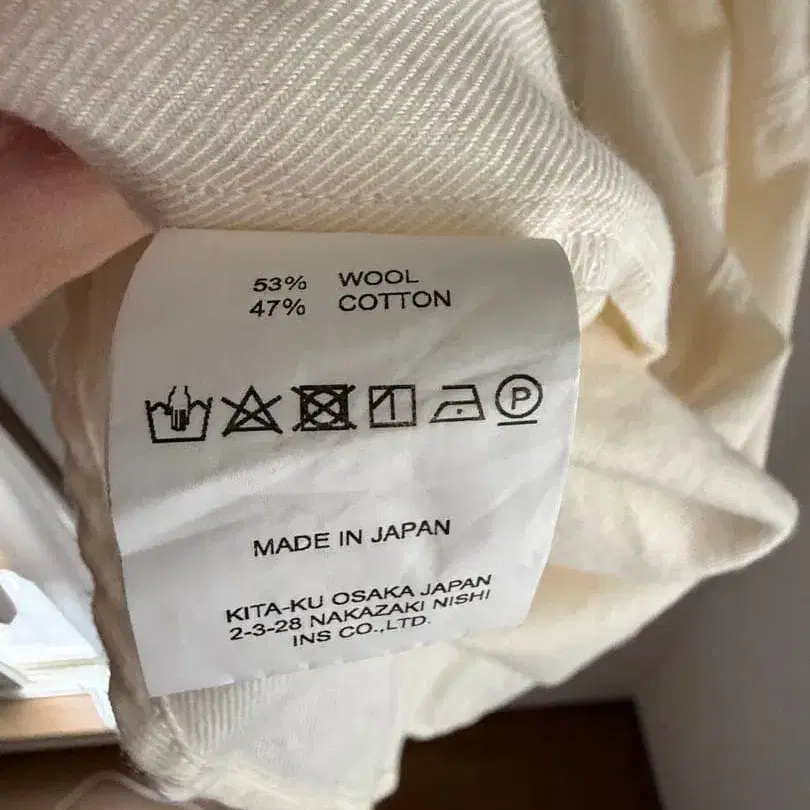 53% WOOL
47% COTTON
P
MADE IN JAPAN
KITA-KU OSAKA JAPAN
2-3-28 NAKAZAKI NISHI
INS CO.,LTD.